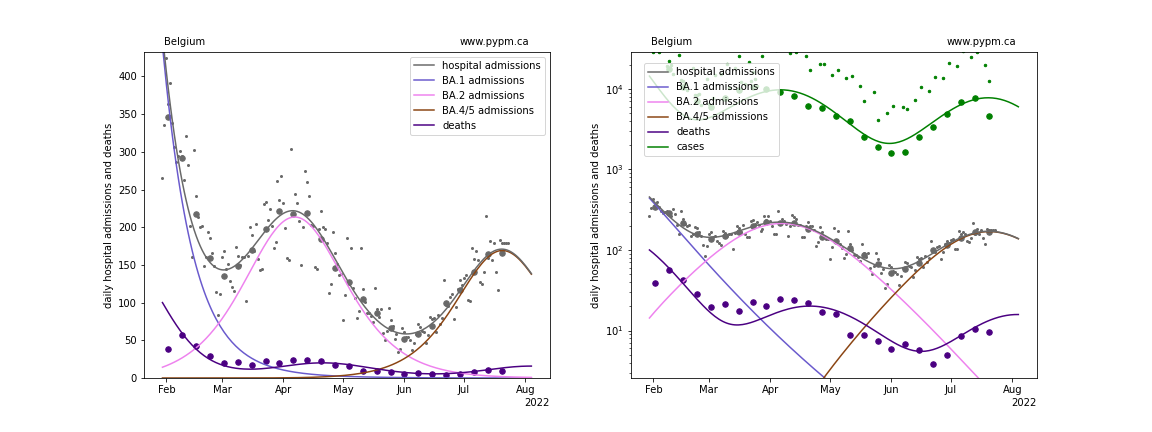 Belgium www.pypm.ca
daily hospital admissions and deaths
400
350
300
250
200
150
100
50
0
hospital admissions
BA.1 admissions
BA.2 admissions
BA.4/5 admissions
deaths
Feb Mar Apr May Jun Jul Aug
2022
Belgium www.pypm.ca
daily hospital admissions and deaths
10⁴
10³
10²
10¹
hospital admissions
BA.1 admissions
BA.2 admissions
BA.4/5 admissions
deaths
cases
Feb Mar Apr May Jun Jul Aug
2022